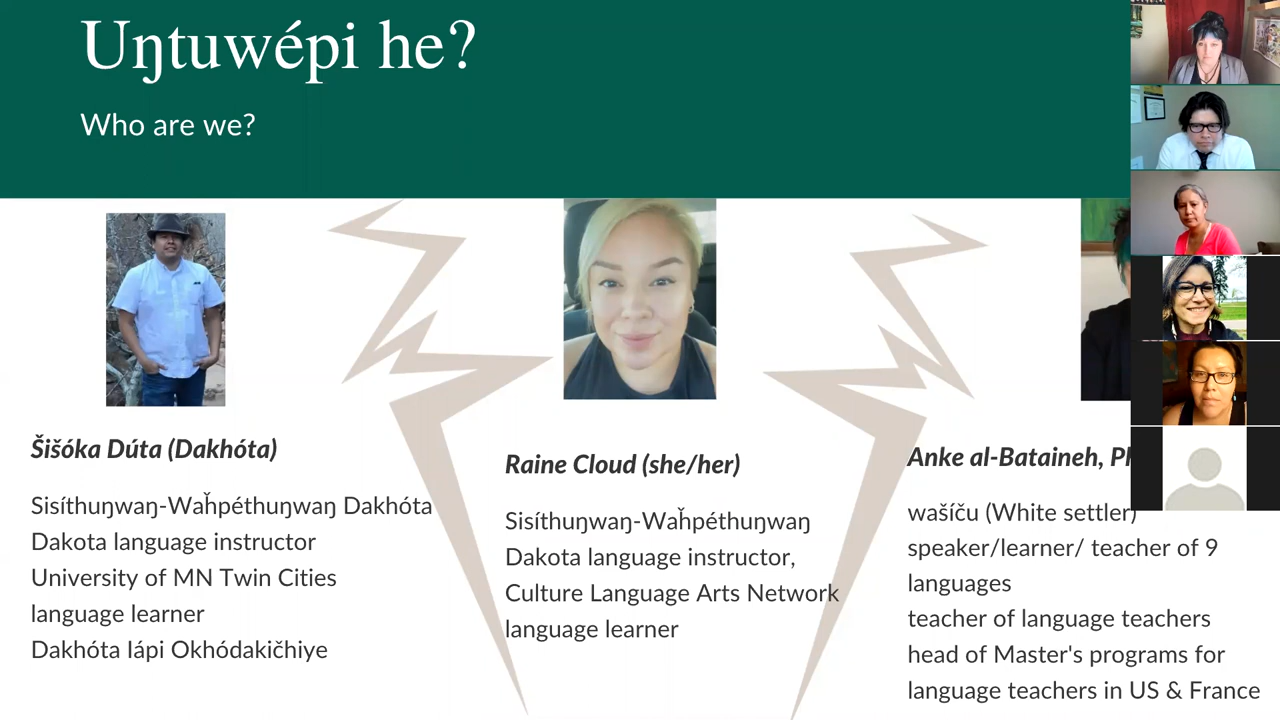 Uŋtuwépi he?
Who are we?
Šišóka Dúta (Dakhóta)
Sisíthuŋwaŋ-Waȟpéthuŋwaŋ Dakhóta
Dakota language instructor
University of MN Twin Cities
language learner
Dakhóta Iápi Okhódakičhiye
Raine Cloud (she/her)
Sisíthuŋwaŋ-Waȟpéthuŋwaŋ
Dakota language instructor,
Culture Language Arts Network
language learner
Anke al-Bataineh,
wašíču (White settler)
speaker/learner/ teacher of 9
languages
teacher of language teachers
head of Master's programs for
language teachers in US & France